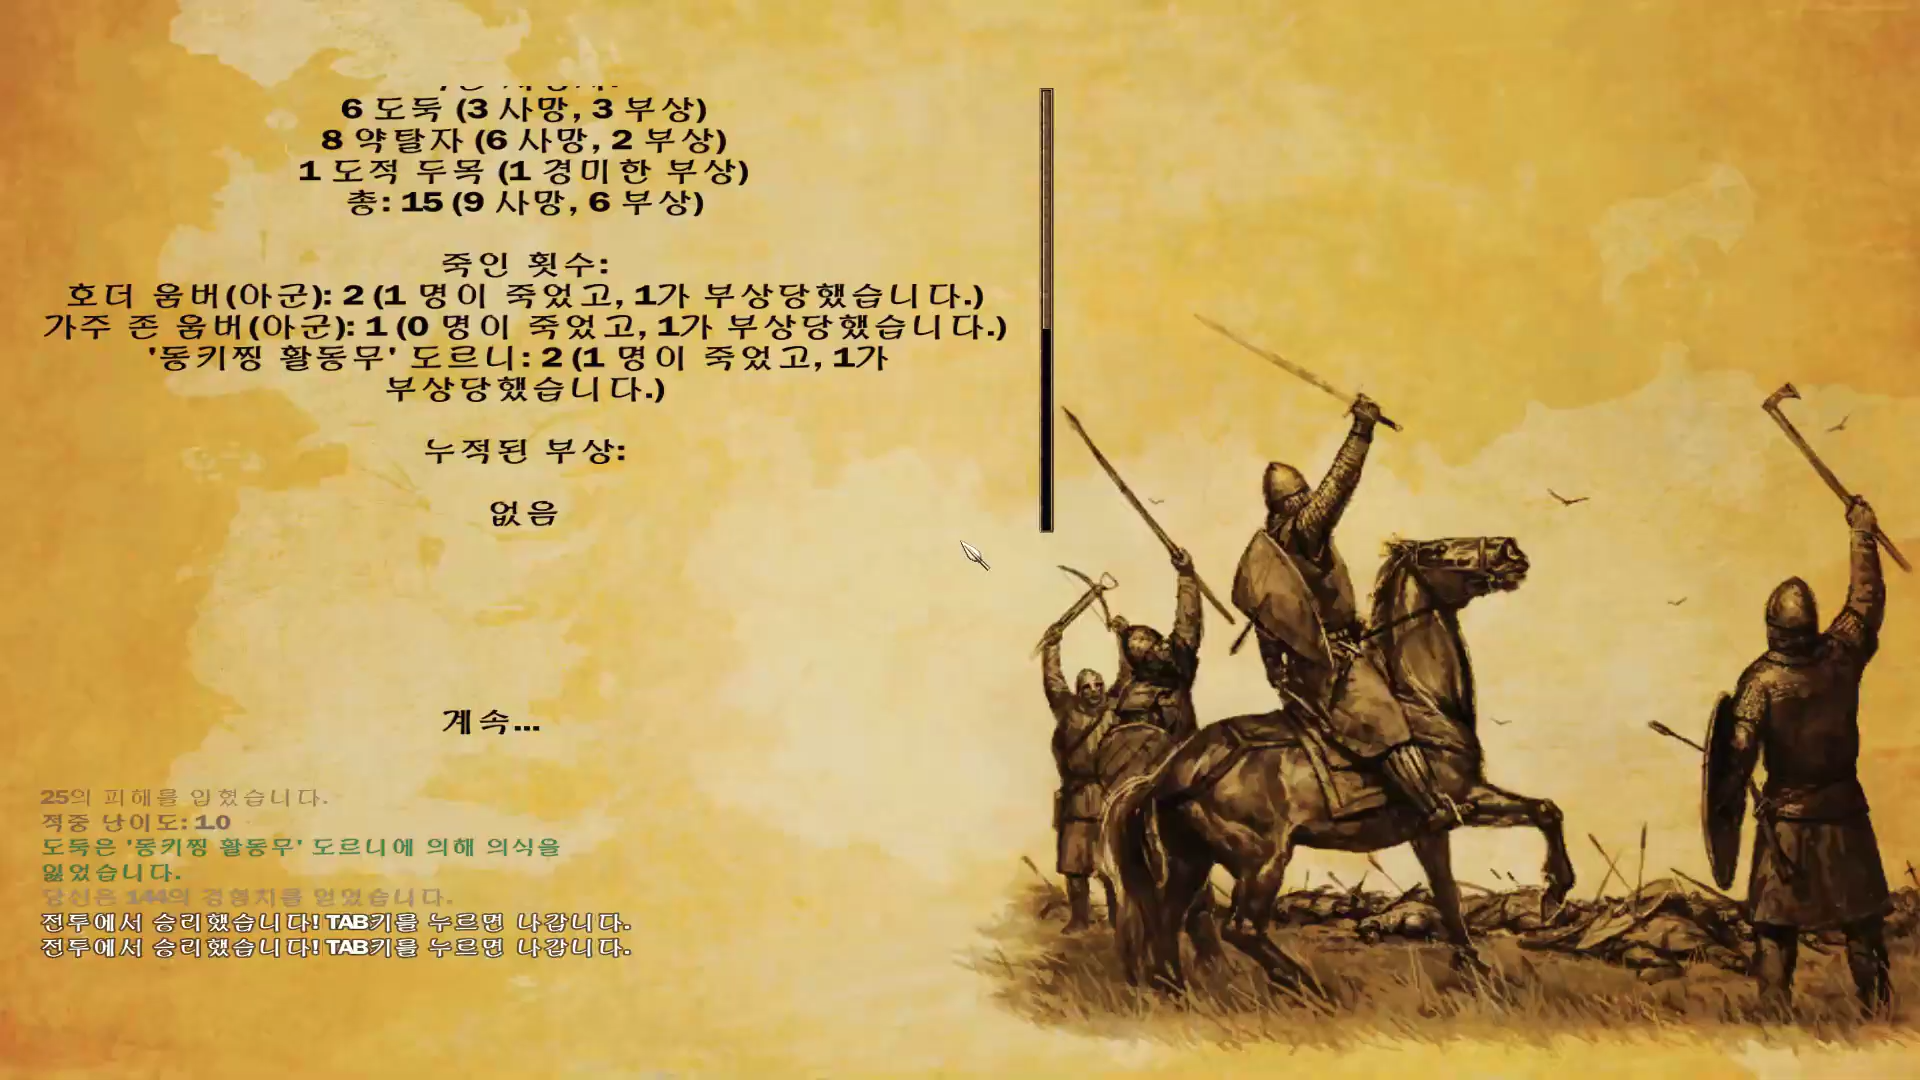 6 도둑 (3 사망, 3 부상)
8 약탈자 (6 사망, 2 부상)
1 도적 두목 (1 경미한 부상)
총: 15 (9 사망, 6 부상)
죽인 횟수:
호더 움버(아군): 2 (1 명이 죽었고, 1가 부상당했습니다.)
가주 존 움버(아군): 1 (0 명이 죽었고, 1가 부상당했습니다.)
'동키찡 활동무' 도르니: 2 (1 명이 죽었고, 1가
부상당했습니다.)
누적된 부상:
없음
계속...
25의 피해를 입혔습니다.
적중 난이도: 1.0
도둑은 '동키찡 활동무' 도르니에 의해 의식을
잃었습니다.
당신은 144의 경험치를 얻었습니다.
전투에서 승리했습니다! TAB키를 누르면 나갑니다.
전투에서 승리했습니다! TAB키를 누르면 나갑니다.